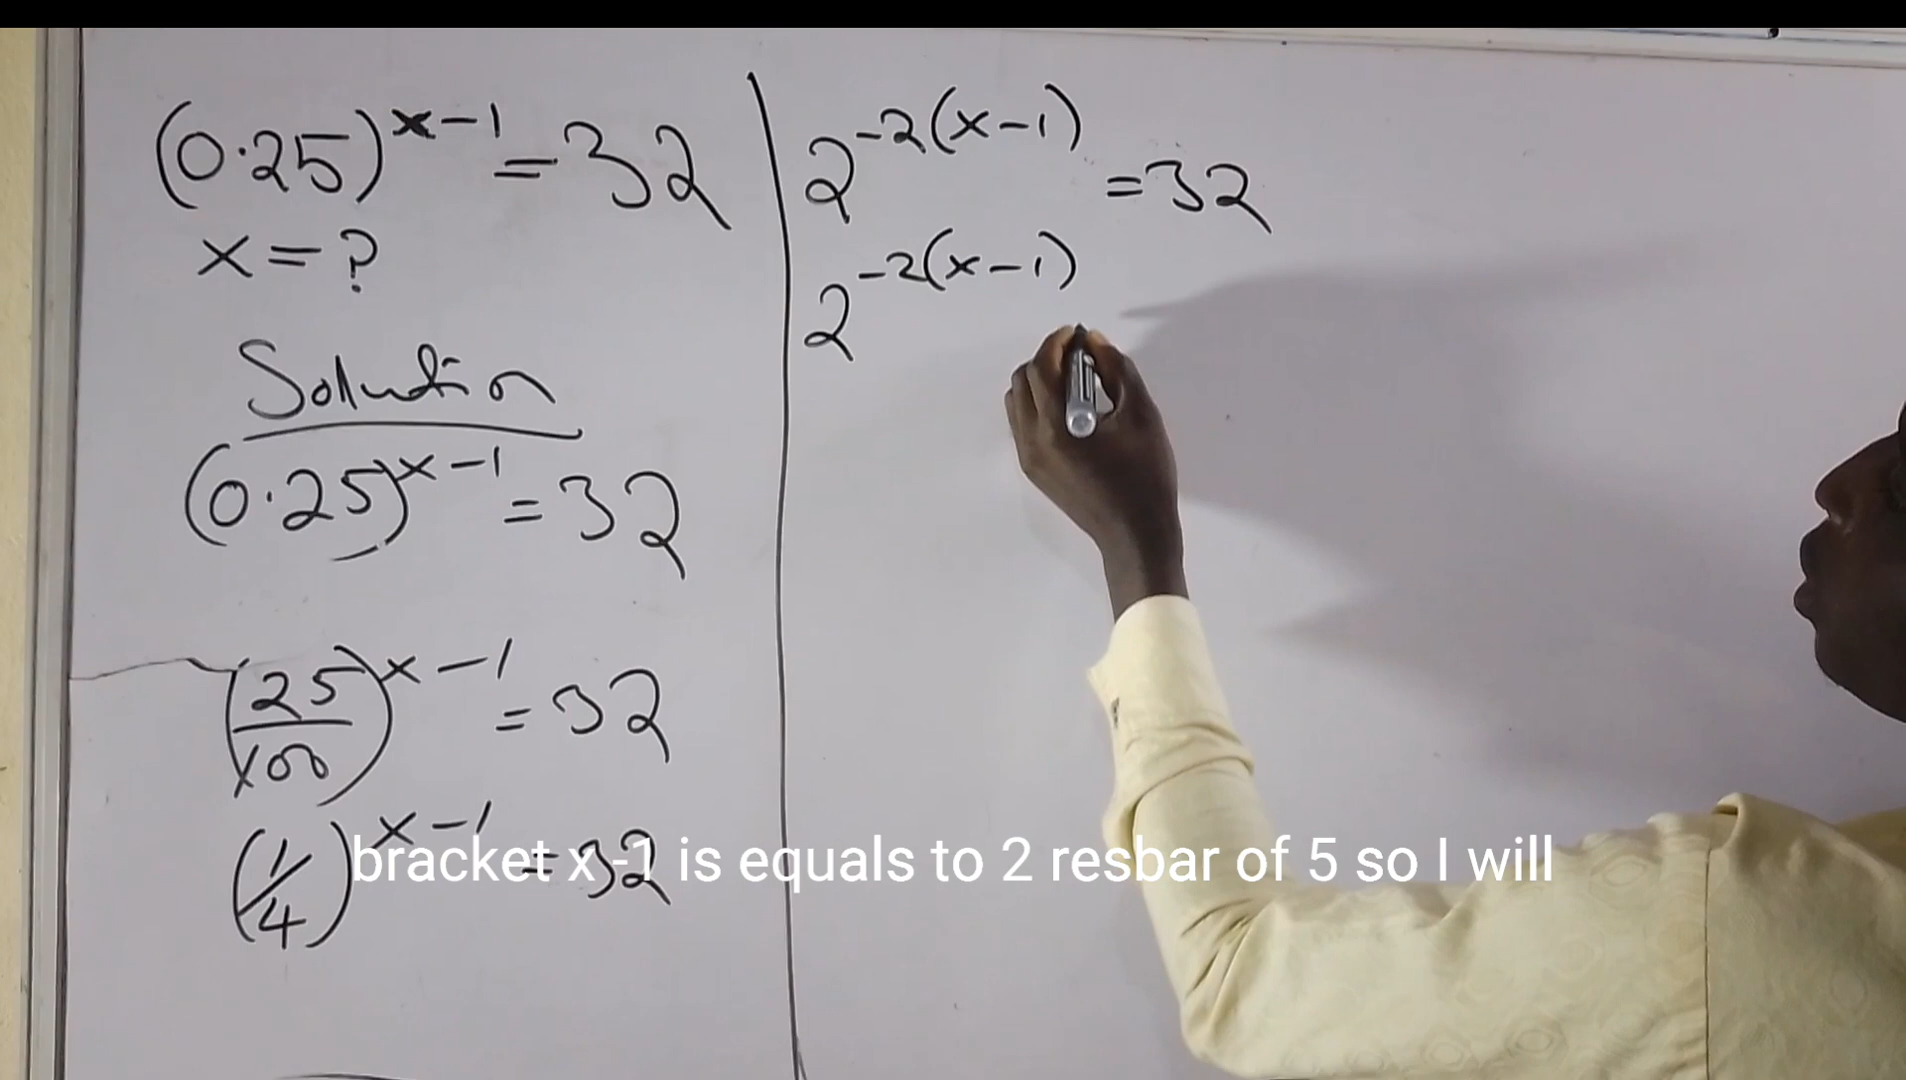 (0.25)^{x-1} = 32
x = ?
Solution
(0.25)^{x-1} = 32
(25/100)^{x-1} = 32
(1/4)^{x-1} = 32
2^{-2(x-1)} = 32
2^{-2(x-1)}
bracket x -1 is equals to 2 resbar of 5 so I will